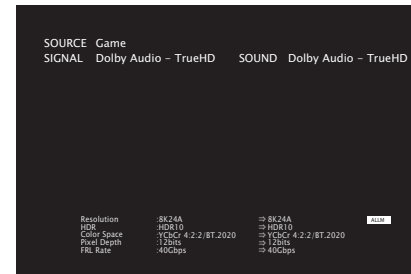 SOURCE Game
SIGNAL Dolby Audio – TrueHD SOUND Dolby Audio – TrueHD
Resolution :8K24A ⇒ 8K24A ALLM
HDR :HDR10 ⇒ HDR10
Color Space :YCbCr 4:2:2/BT.2020 ⇒ YCbCr 4:2:2/BT.2020
Pixel Depth :12bits ⇒ 12bits
FRL Rate :40Gbps ⇒ 40Gbps